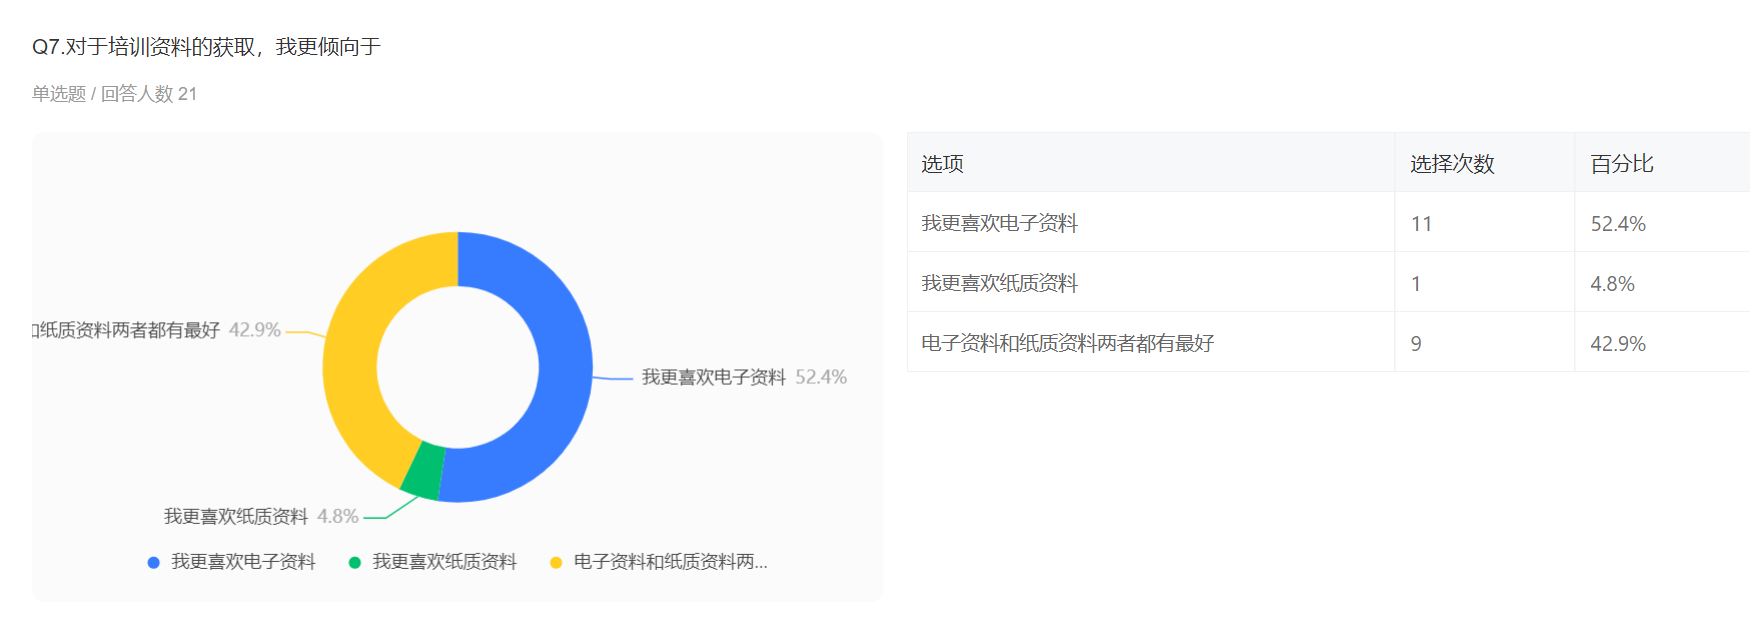 Q7.对于培训资料的获取，我更倾向于
单选题 / 回答人数 21
选项 选择次数 百分比
我更喜欢电子资料 11 52.4%
我更喜欢纸质资料 1 4.8%
电子资料和纸质资料两者都有最好 9 42.9%
纸质资料两者都有最好 42.9%
我更喜欢电子资料 52.4%
我更喜欢纸质资料 4.8%
我更喜欢电子资料 我更喜欢纸质资料 电子资料和纸质资料两...